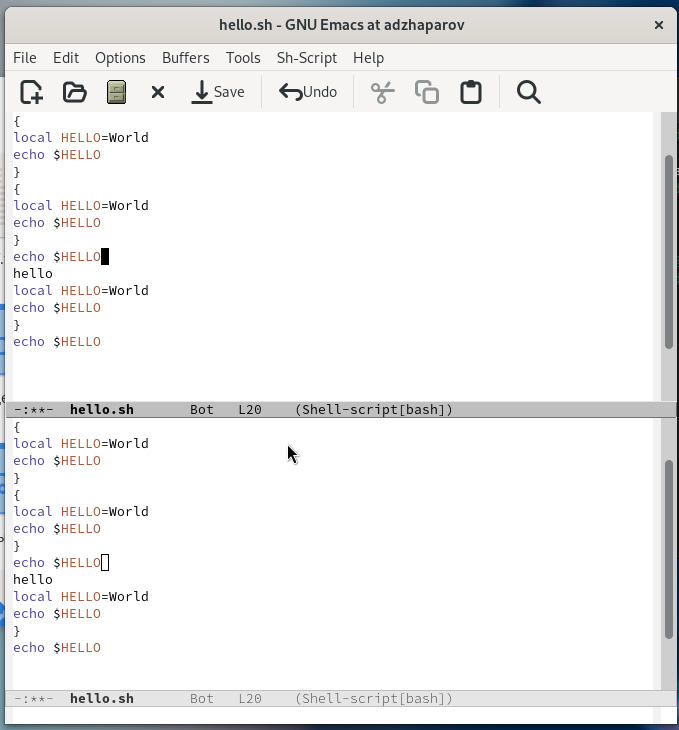 hello.sh - GNU Emacs at adzhaparov ×
File Edit Options Buffers Tools Sh-Script Help
Save Undo
{
local HELLO=World
echo $HELLO
}
{
local HELLO=World
echo $HELLO
}
echo $HELLO
hello
local HELLO=World
echo $HELLO
}
echo $HELLO
-:**- hello.sh Bot L20 (Shell-script[bash])
{
local HELLO=World
echo $HELLO
}
{
local HELLO=World
echo $HELLO
}
echo $HELLO
hello
local HELLO=World
echo $HELLO
}
echo $HELLO
-:**- hello.sh Bot L20 (Shell-script[bash])